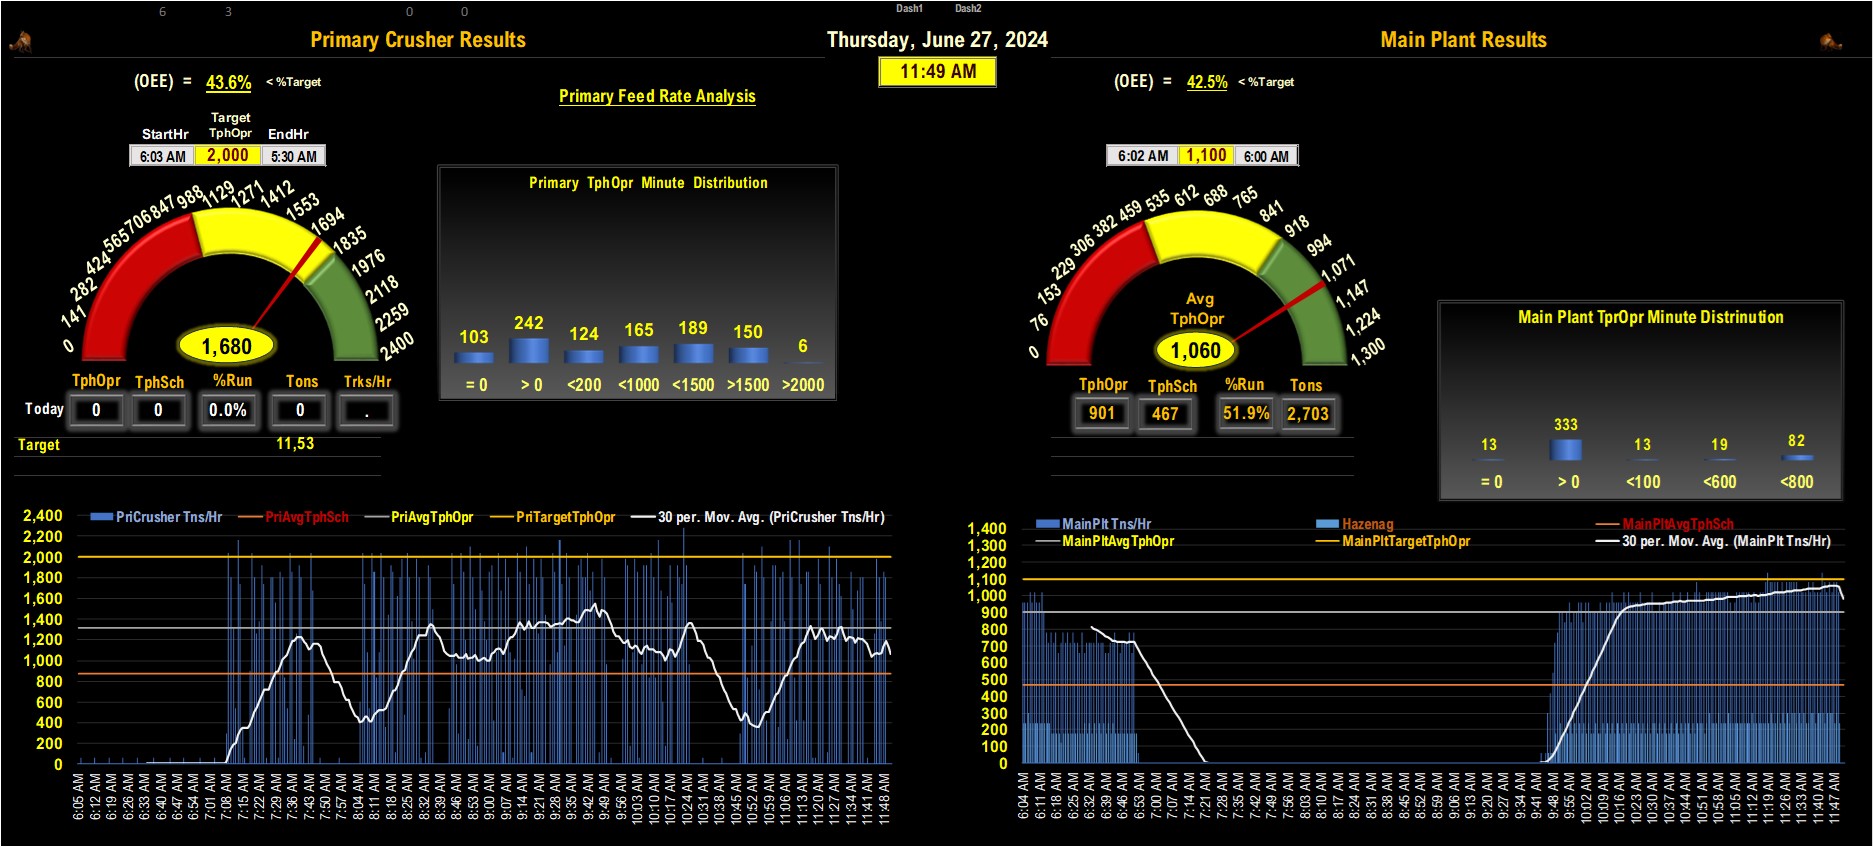 6 3 0 0 Dash1 Dash2
Primary Crusher Results
Thursday, June 27, 2024
Main Plant Results
11:49 AM
(OEE) = 43.6% < %Target
Primary Feed Rate Analysis
StartHr Target TphOpr EndHr
6:03 AM 2,000 5:30 AM
0 141 282 424 565 706 847 988 1129 1271 1412 1553 1694 1835 1976 2118 2259 2400
1,680
TphOpr TphSch %Run Tons Trks/Hr
Today 0 0 0.0% 0 .
Target 11,53
Primary TphOpr Minute Distribution
103 242 124 165 189 150 6
= 0 > 0 <200 <1000 <1500 >1500 >2000
(OEE) = 42.5% < %Target
6:02 AM 1,100 6:00 AM
0 76 153 229 306 382 459 535 612 688 765 841 918 994 1,071 1,147 1,224 1,300
Avg
TphOpr
1,060
TphOpr TphSch %Run Tons
901 467 51.9% 2,703
Main Plant TprOpr Minute Distrinution
13 333 13 19 82
= 0 > 0 <100 <600 <800
PriCrusher Tns/Hr PriAvgTphSch PriAvgTphOpr PriTargetTphOpr 30 per. Mov. Avg. (PriCrusher Tns/Hr)
2,400
2,200
2,000
1,800
1,600
1,400
1,200
1,000
800
600
400
200
0
6:05 AM 6:12 AM 6:19 AM 6:26 AM 6:33 AM 6:40 AM 6:47 AM 6:54 AM 7:01 AM 7:08 AM 7:15 AM 7:22 AM 7:29 AM 7:36 AM 7:43 AM 7:50 AM 7:57 AM 8:04 AM 8:11 AM 8:18 AM 8:25 AM 8:32 AM 8:39 AM 8:46 AM 8:53 AM 9:00 AM 9:07 AM 9:14 AM 9:21 AM 9:28 AM 9:35 AM 9:42 AM 9:49 AM 9:56 AM 10:03 AM 10:10 AM 10:17 AM 10:24 AM 10:31 AM 10:38 AM 10:45 AM 10:52 AM 10:59 AM 11:06 AM 11:13 AM 11:20 AM 11:27 AM 11:34 AM 11:41 AM 11:48 AM
MainPlt Tns/Hr Hazenag MainPltAvgTphSch
MainPltAvgTphOpr MainPltTargetTphOpr 30 per. Mov. Avg. (MainPlt Tns/Hr)
1,400
1,300
1,200
1,100
1,000
900
800
700
600
500
400
300
200
100
0
6:04 AM 6:11 AM 6:18 AM 6:25 AM 6:32 AM 6:39 AM 6:46 AM 6:53 AM 7:00 AM 7:07 AM 7:14 AM 7:21 AM 7:28 AM 7:35 AM 7:42 AM 7:49 AM 7:56 AM 8:03 AM 8:10 AM 8:17 AM 8:24 AM 8:31 AM 8:38 AM 8:45 AM 8:52 AM 8:59 AM 9:06 AM 9:13 AM 9:20 AM 9:27 AM 9:34 AM 9:41 AM 9:48 AM 9:55 AM 10:02 AM 10:09 AM 10:16 AM 10:23 AM 10:30 AM 10:37 AM 10:44 AM 10:51 AM 10:58 AM 11:05 AM 11:12 AM 11:19 AM 11:26 AM 11:33 AM 11:40 AM 11:47 AM